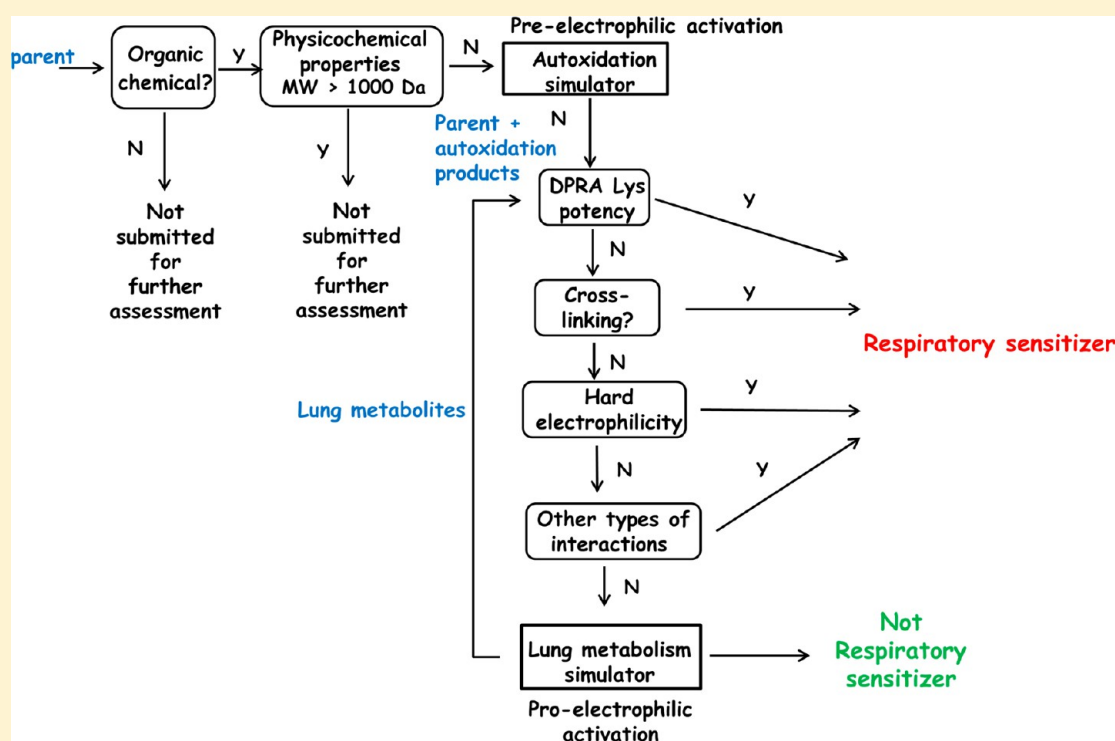 parent
Organic
chemical?
Y
Physicochemical
properties
MW > 1000 Da
N
Pre-electrophilic activation
Autoxidation
simulator
N
Not
submitted
for
further
assessment
Y
Not
submitted
for
further
assessment
Parent +
autoxidation
products
N
DPRA Lys
potency
Y
N
Cross-
linking?
Y
Respiratory sensitizer
N
Hard
electrophilicity
Y
Lung metabolites
N
Y
Other types of
interactions
N
Lung metabolism
simulator
Not
Respiratory
sensitizer
Pro-electrophilic
activation